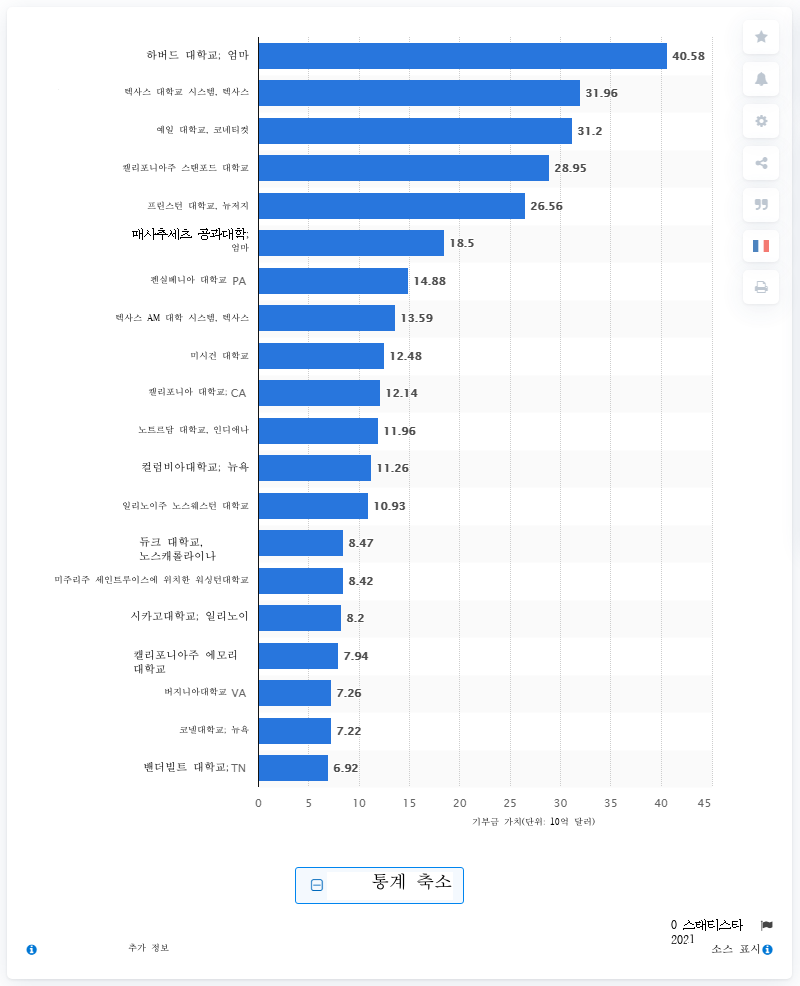 하버드 대학교; 엄마
40.58
텍사스 대학교 시스템, 텍사스
31.96
예일 대학교, 코네티컷
31.2
캘리포니아주 스탠포드 대학교
28.95
프린스턴 대학교, 뉴저지
26.56
매사추세츠 공과대학;
엄마
18.5
펜실베니아 대학교 PA
14.88
텍사스 AM 대학 시스템, 텍사스
13.59
미시건 대학교
12.48
캘리포니아 대학교; CA
12.14
노트르담 대학교, 인디애나
11.96
컬럼비아대학교; 뉴욕
11.26
일리노이주 노스웨스턴 대학교
10.93
듀크 대학교,
노스캐롤라이나
8.47
미주리주 세인트루이스에 위치한 워싱턴대학교
8.42
시카고대학교; 일리노이
8.2
캘리포니아주 에모리
대학교
7.94
버지니아대학교 VA
7.26
코넬대학교; 뉴욕
7.22
밴더빌트 대학교; TN
6.92
0 5 10 15 20 25 30 35 40 45
기부금 가치(단위: 10억 달러)
통계 축소
0 스태티스타
2021
추가 정보
소스 표시